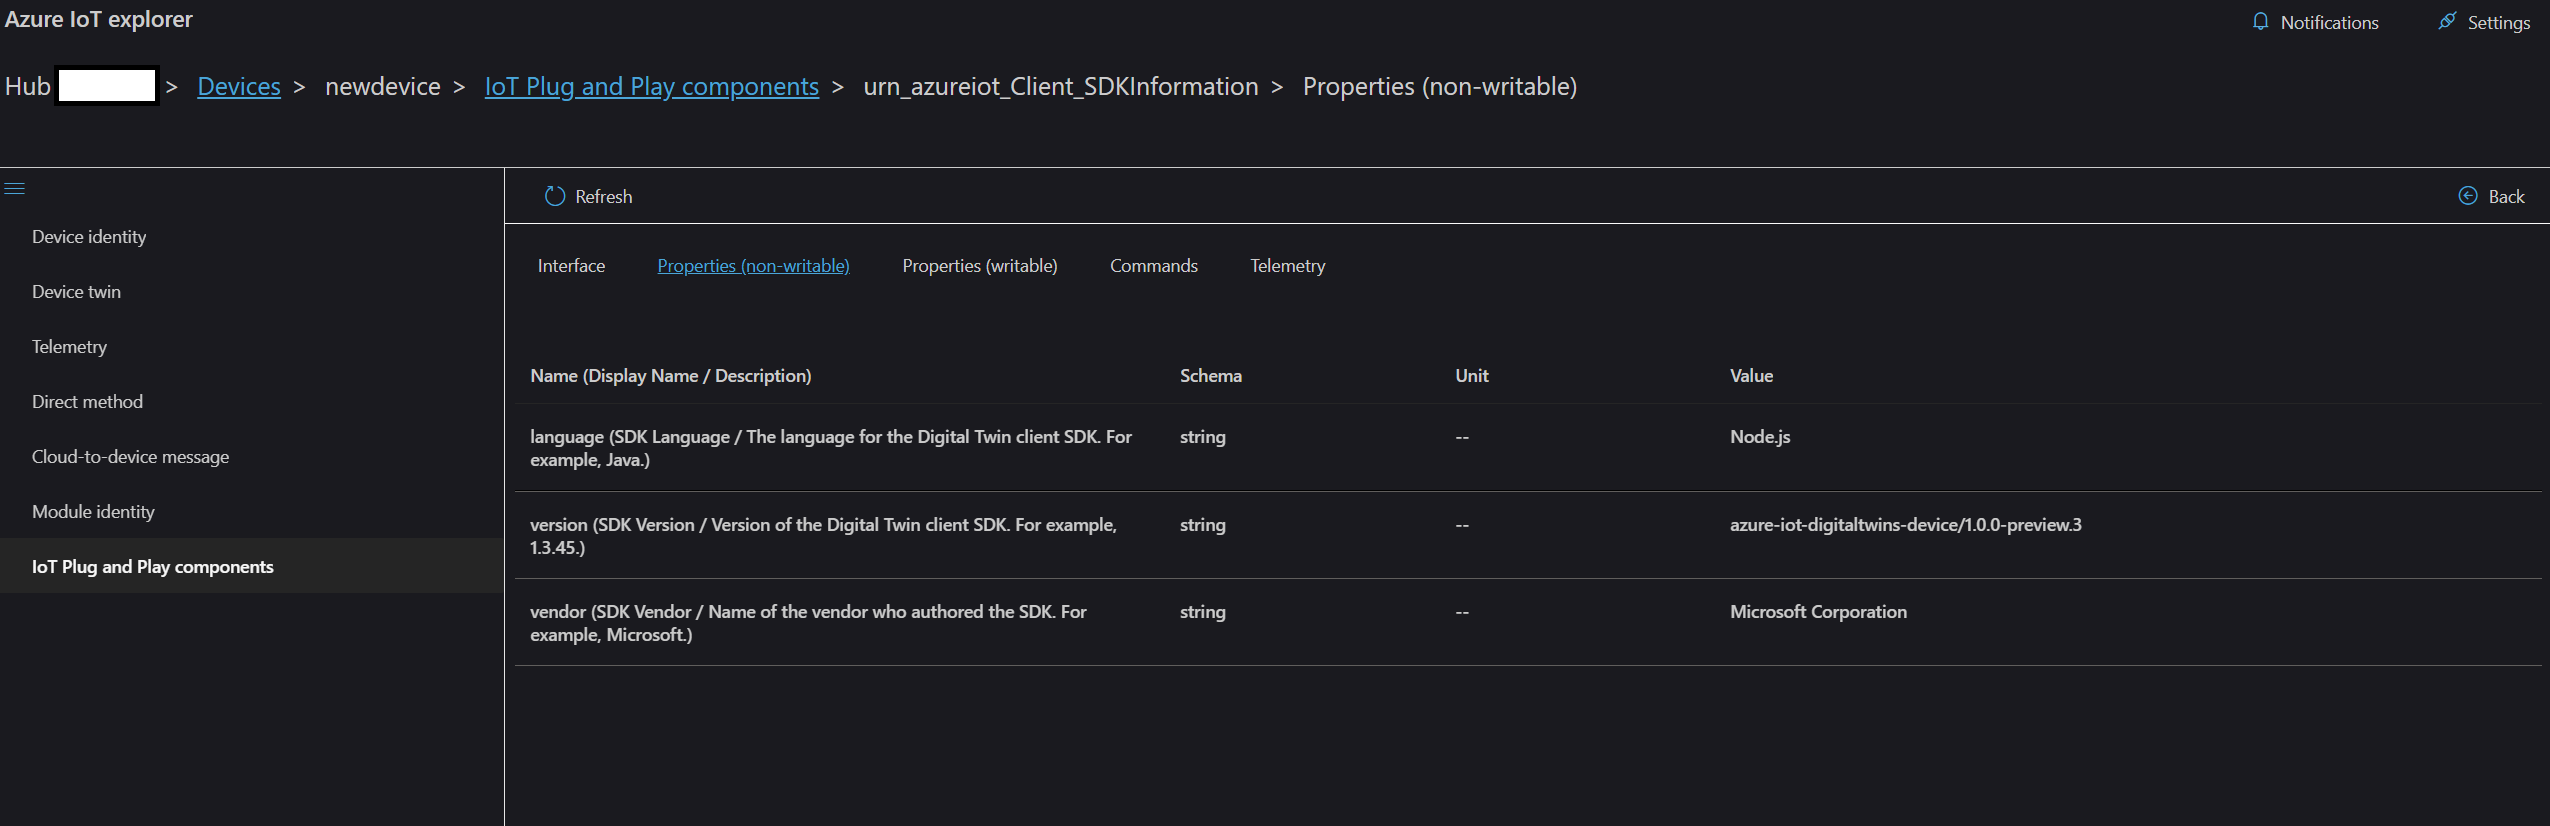 Azure IoT explorer
Notifications
Settings
Hub > Devices > newdevice > IoT Plug and Play components > urn_azureiot_Client_SDKInformation > Properties (non-writable)
Refresh
Back
Device identity
Device twin
Telemetry
Direct method
Cloud-to-device message
Module identity
IoT Plug and Play components
Interface Properties (non-writable) Properties (writable) Commands Telemetry
Name (Display Name / Description) Schema Unit Value
language (SDK Language / The language for the Digital Twin client SDK. For string -- Node.js
example, Java.)
version (SDK Version / Version of the Digital Twin client SDK. For example, string -- azure-iot-digitaltwins-device/1.0.0-preview.3
1.3.45.)
vendor (SDK Vendor / Name of the vendor who authored the SDK. For string -- Microsoft Corporation
example, Microsoft.)